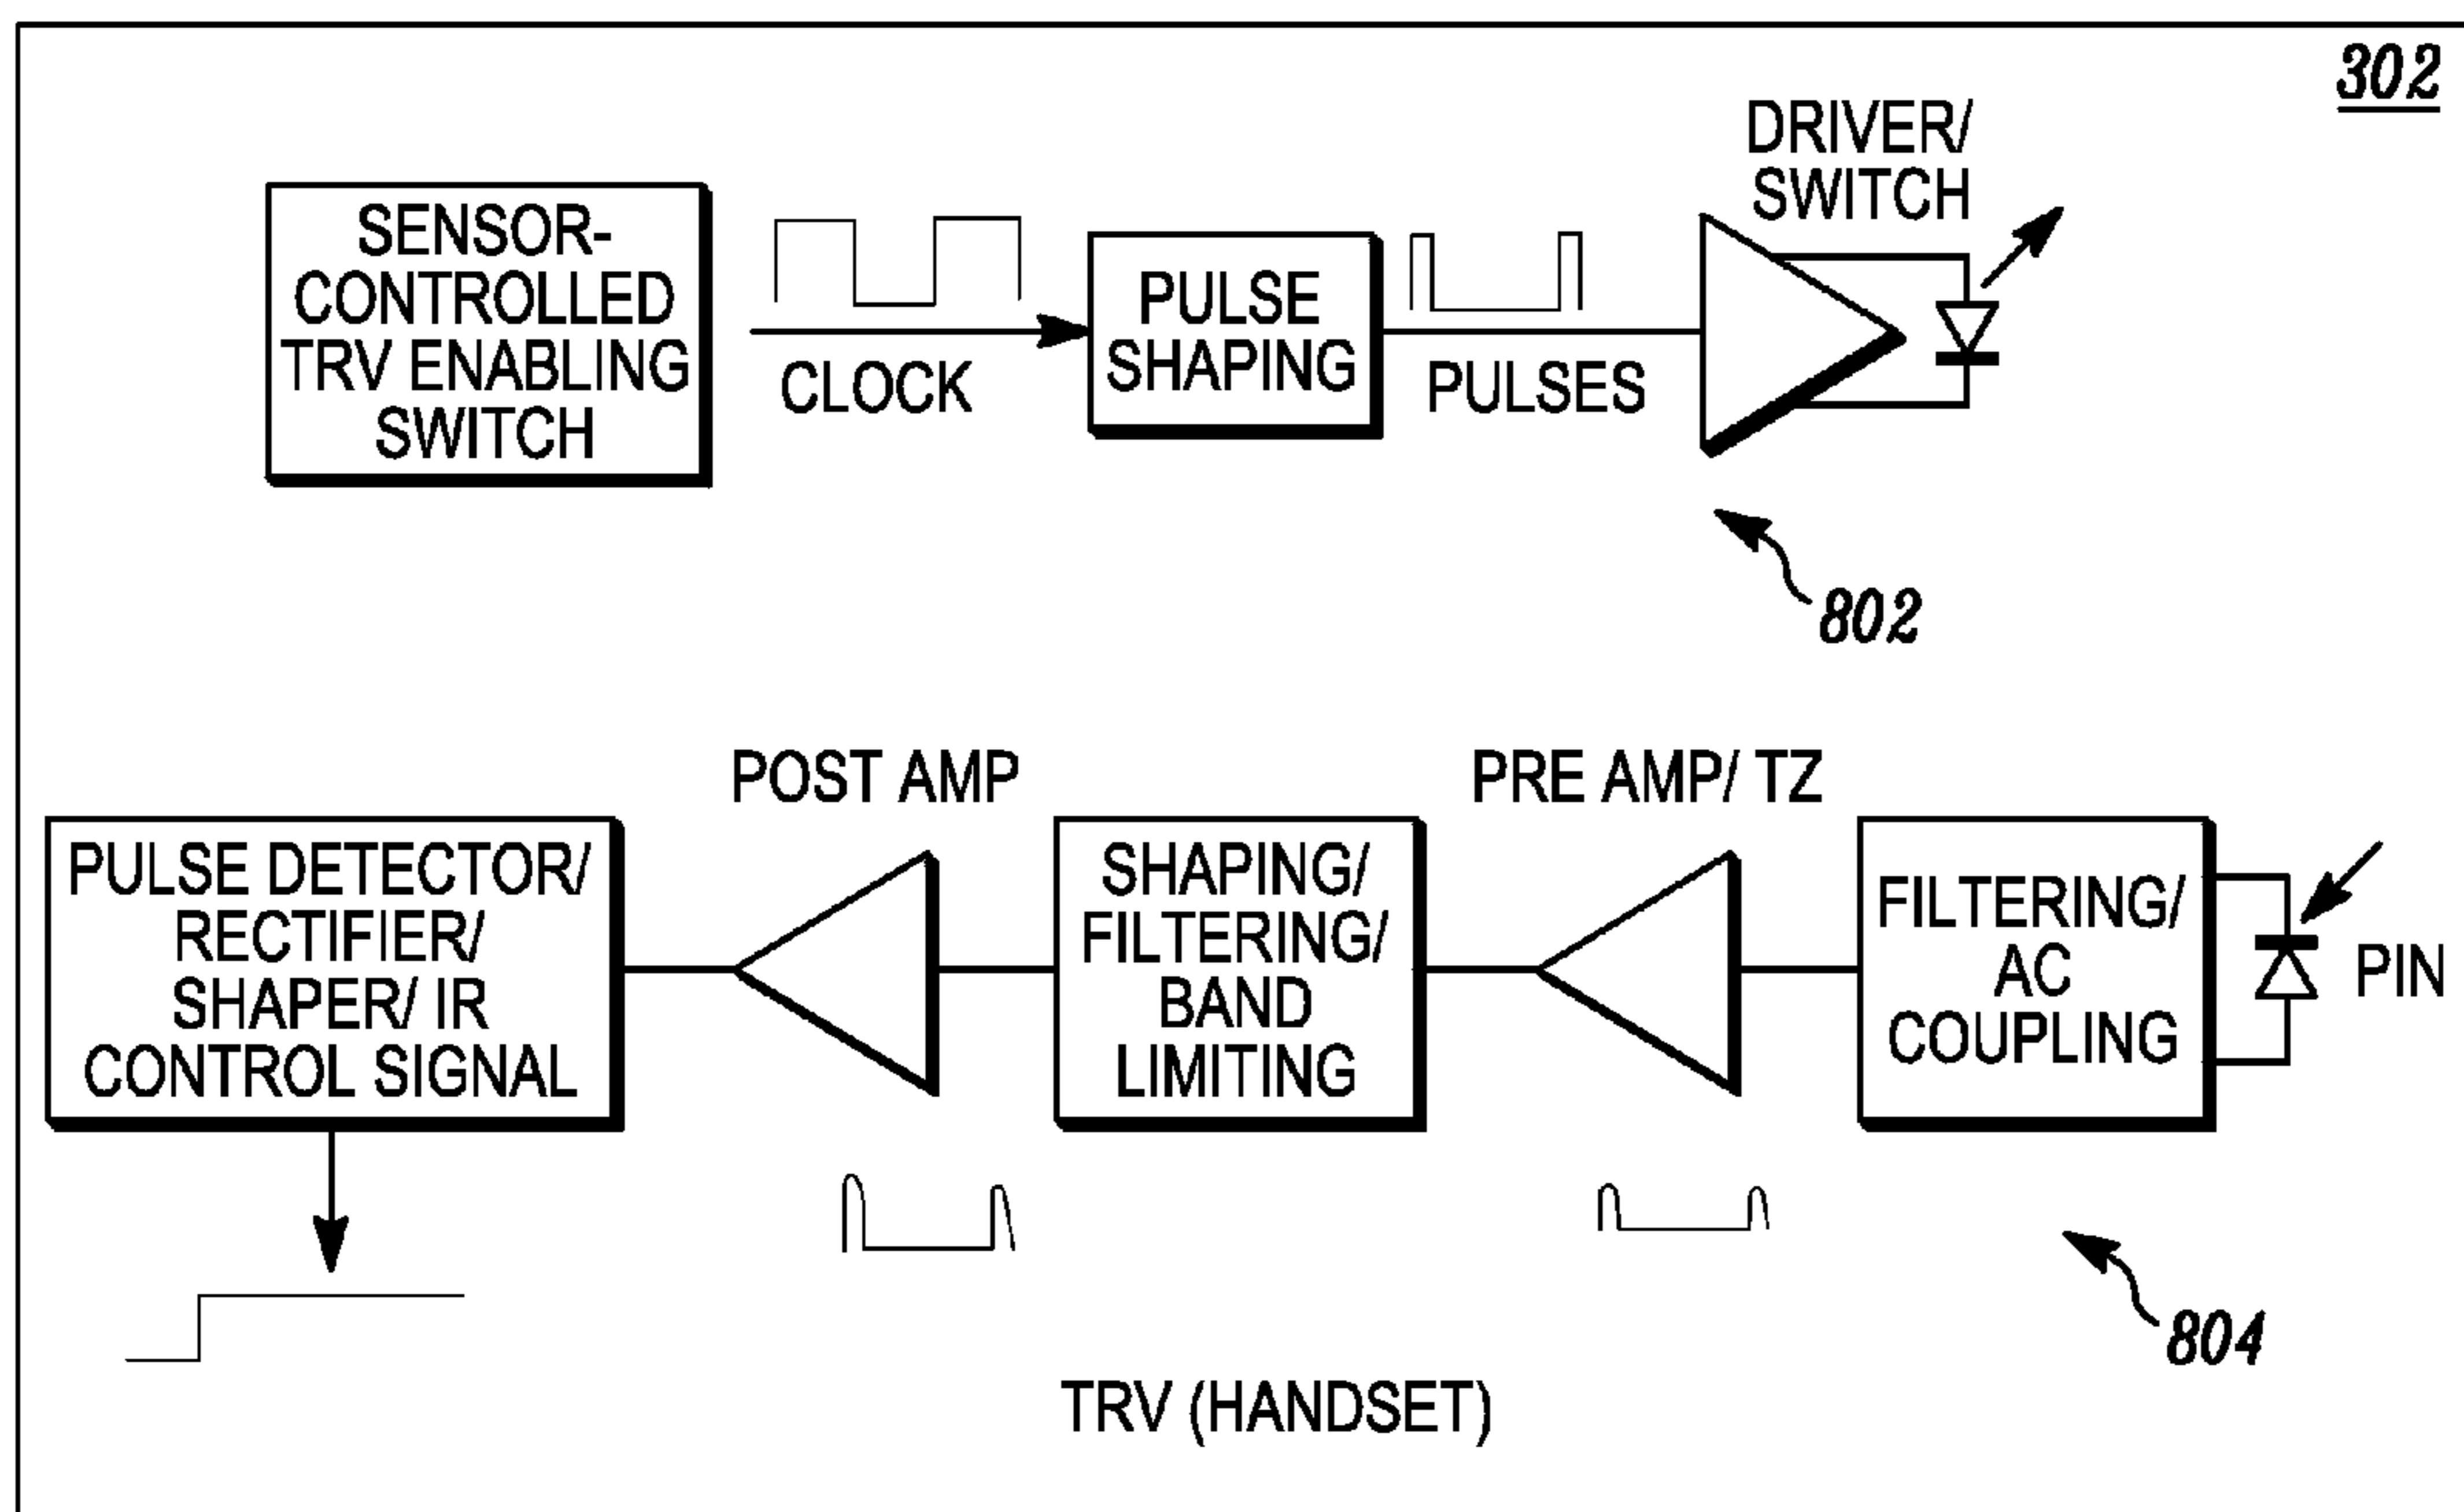 302
DRIVER/
SWITCH
SENSOR-
CONTROLLED
TRV ENABLING
SWITCH
CLOCK
PULSE
SHAPING
PULSES
802
POST AMP
PRE AMP/ TZ
PULSE DETECTOR/
RECTIFIER/
SHAPER/ IR
CONTROL SIGNAL
SHAPING/
FILTERING/
BAND
LIMITING
FILTERING/
AC
COUPLING
PIN
804
TRV (HANDSET)